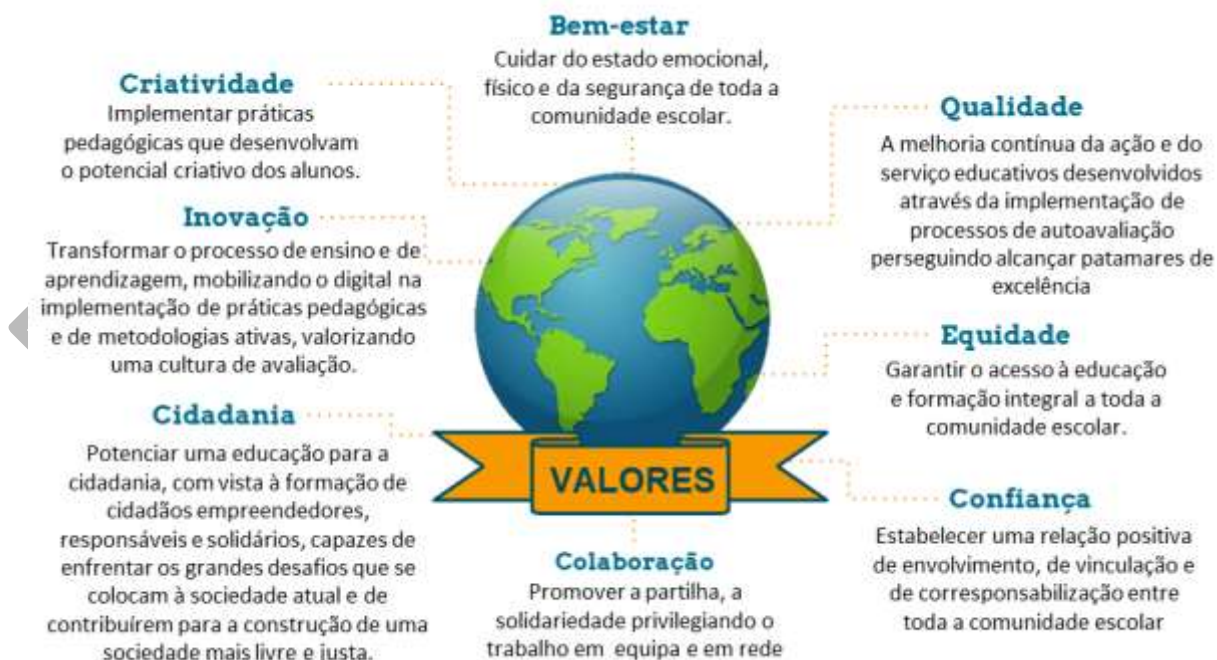 Bem-estar
Cuidar do estado emocional,
físico e da segurança de toda a
comunidade escolar.
Criatividade
Implementar práticas
pedagógicas que desenvolvam
o potencial criativo dos alunos.
Inovação
Transformar o processo de ensino e de
aprendizagem, mobilizando o digital na
implementação de práticas pedagógicas
e de metodologias ativas, valorizando
uma cultura de avaliação.
Cidadania
Potenciar uma educação para a
cidadania, com vista à formação de
cidadãos empreendedores,
responsáveis e solidários, capazes de
enfrentar os grandes desafios que se
colocam à sociedade atual e de
contribuírem para a construção de uma
sociedade mais livre e justa.
VALORES
Colaboração
Promover a partilha, a
solidariedade privilegiando o
trabalho em equipa e em rede
Qualidade
A melhoria contínua da ação e do
serviço educativos desenvolvidos
através da implementação de
processos de autoavaliação
perseguindo alcançar patamares de
excelência
Equidade
Garantir o acesso à educação
e formação integral a toda a
comunidade escolar.
Confiança
Estabelecer uma relação positiva
de envolvimento, de vinculação e
de corresponsabilização entre
toda a comunidade escolar